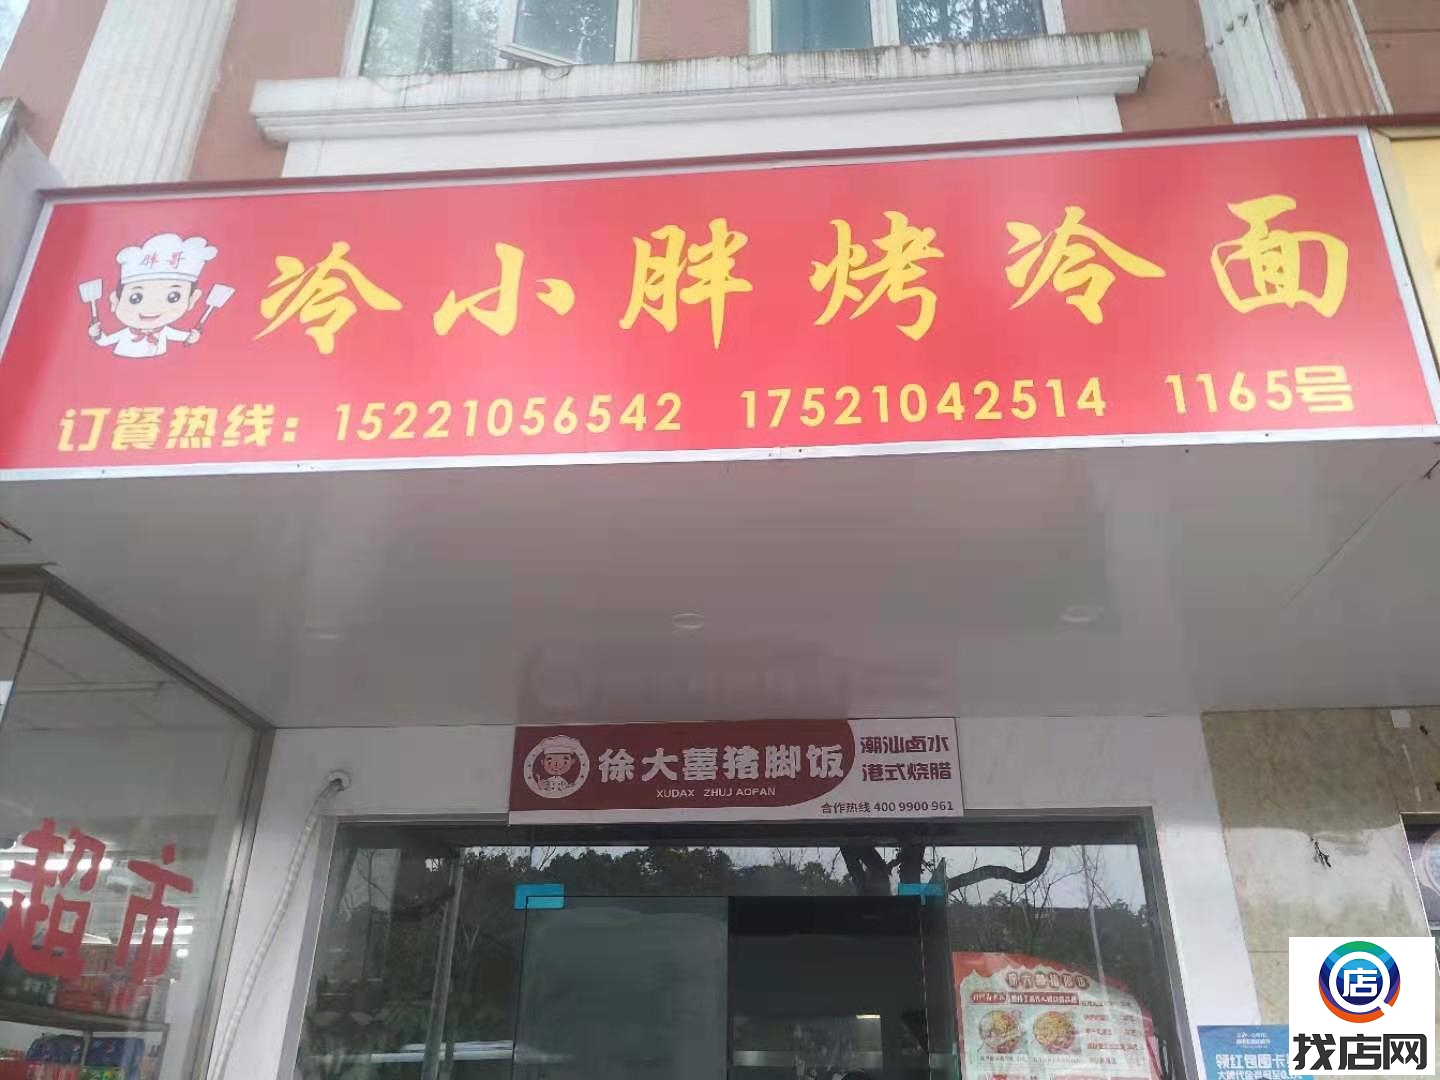 胖哥
冷小胖烤冷面
订餐热线：15221056542 17521042514 1165号
徐大囍猪脚饭
XUDAX ZHUJ AOFAN
潮汕卤水
港式烧腊
合作热线 400 9900 961
超市
店
找店网